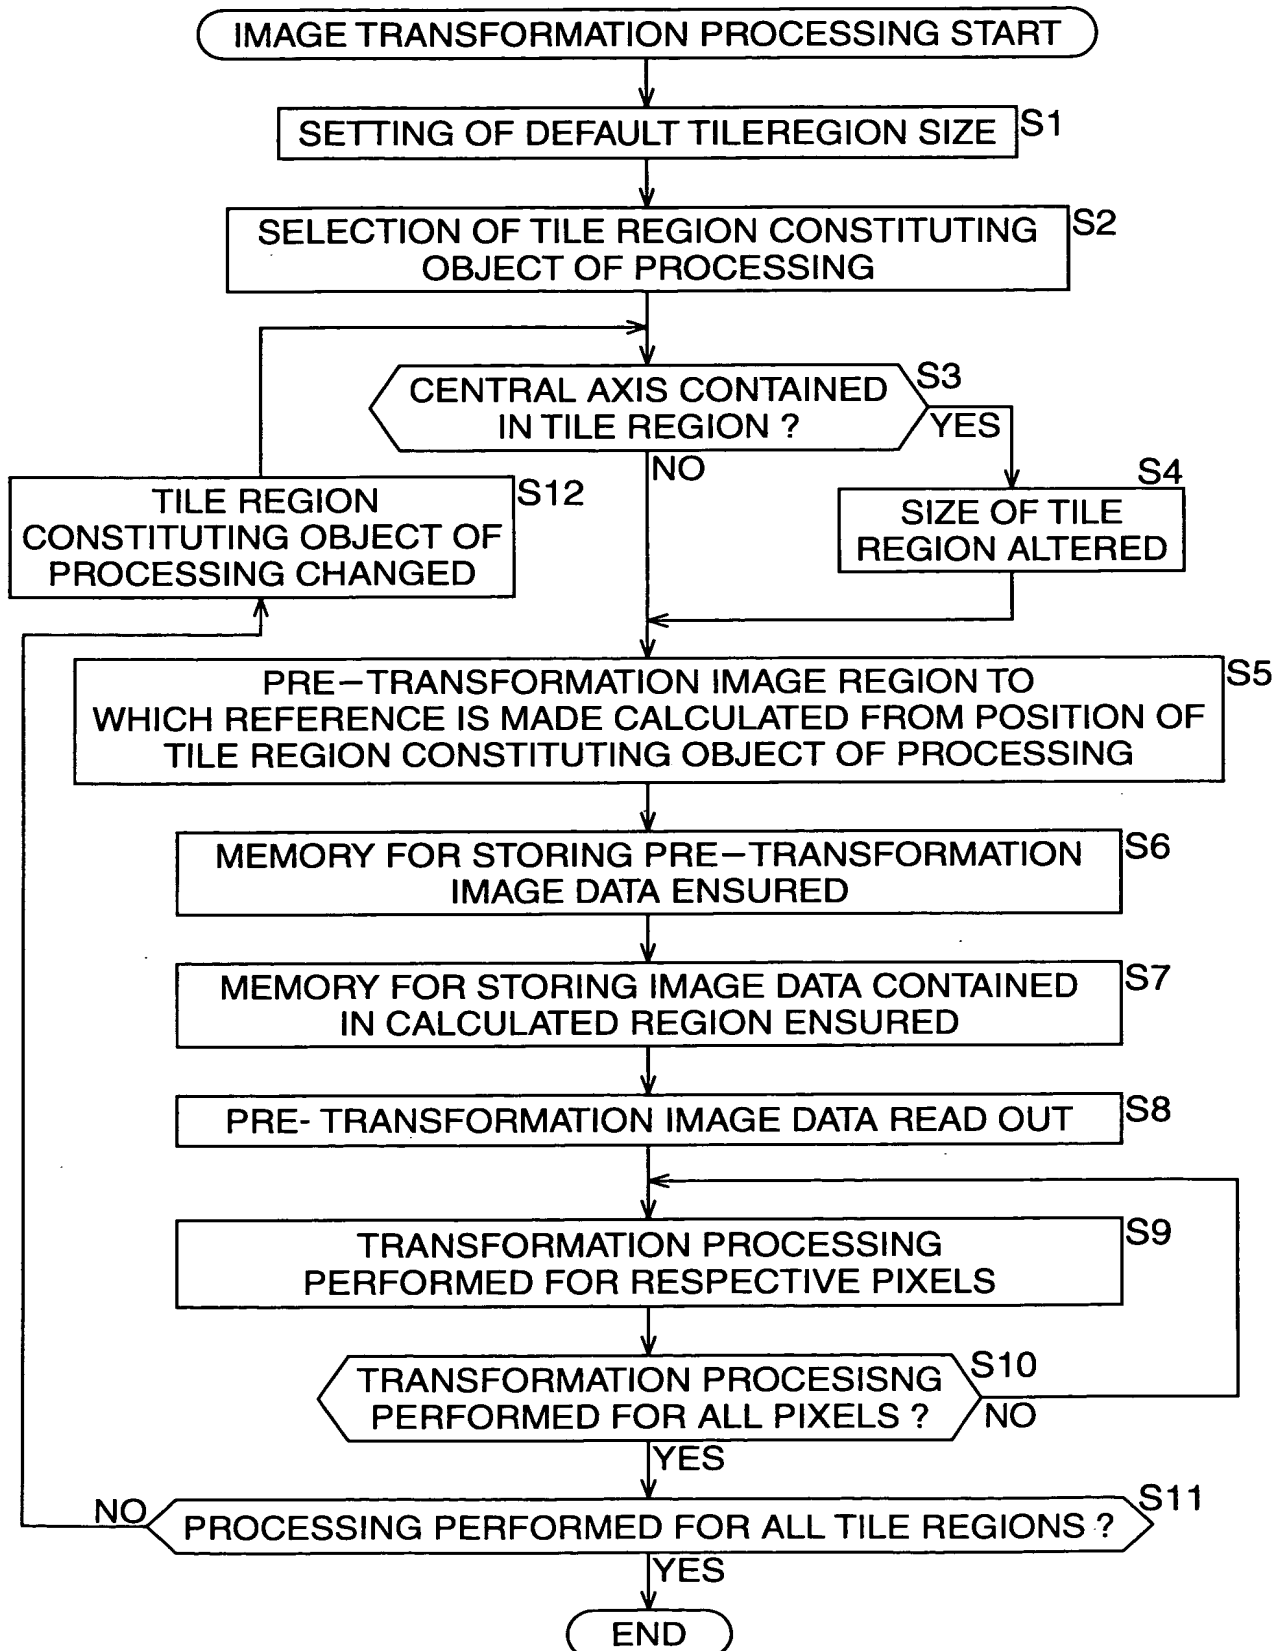 IMAGE TRANSFORMATION PROCESSING START
SETTING OF DEFAULT TILEREGION SIZE
S1
SELECTION OF TILE REGION CONSTITUTING
OBJECT OF PROCESSING
S2
CENTRAL AXIS CONTAINED
IN TILE REGION ?
S3
YES
NO
SIZE OF TILE
REGION ALTERED
S4
TILE REGION
CONSTITUTING OBJECT OF
PROCESSING CHANGED
S12
PRE−TRANSFORMATION IMAGE REGION TO
WHICH REFERENCE IS MADE CALCULATED FROM POSITION OF
TILE REGION CONSTITUTING OBJECT OF PROCESSING
S5
MEMORY FOR STORING PRE−TRANSFORMATION
IMAGE DATA ENSURED
S6
MEMORY FOR STORING IMAGE DATA CONTAINED
IN CALCULATED REGION ENSURED
S7
PRE- TRANSFORMATION IMAGE DATA READ OUT
S8
TRANSFORMATION PROCESSING
PERFORMED FOR RESPECTIVE PIXELS
S9
TRANSFORMATION PROCESISNG
PERFORMED FOR ALL PIXELS ?
S10
NO
YES
NO
PROCESSING PERFORMED FOR ALL TILE REGIONS ?
S11
YES
END